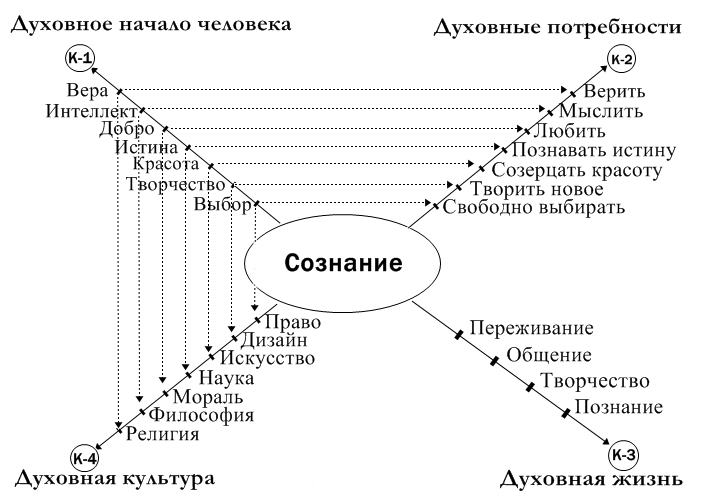 Духовное начало человека
Духовные потребности
К-1
К-2
Вера
Интеллект
Добро
Истина
Красота
Творчество
Выбор
Верить
Мыслить
Любить
Познавать истину
Созерцать красоту
Творить новое
Свободно выбирать
Сознание
Право
Дизайн
Искусство
Наука
Мораль
Философия
Религия
Переживание
Общение
Творчество
Познание
К-4
К-3
Духовная культура
Духовная жизнь